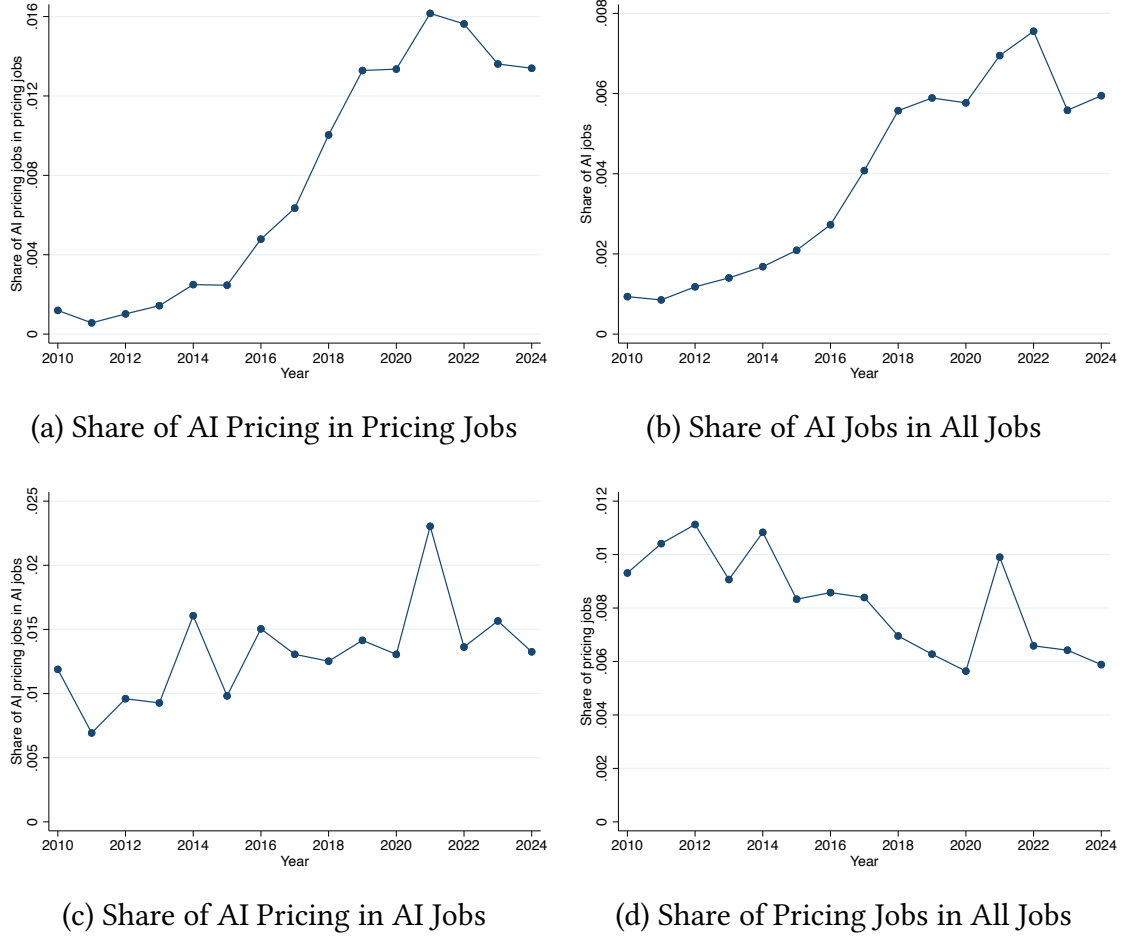 Share of AI pricing jobs in pricing jobs
.016
.012
.008
.004
0
2010 2012 2014 2016 2018 2020 2022 2024
Year
(a) Share of AI Pricing in Pricing Jobs
Share of AI jobs
.008
.006
.004
.002
0
2010 2012 2014 2016 2018 2020 2022 2024
Year
(b) Share of AI Jobs in All Jobs
Share of AI pricing jobs in AI jobs
.025
.02
.015
.01
.005
0
2010 2012 2014 2016 2018 2020 2022 2024
Year
(c) Share of AI Pricing in AI Jobs
Share of pricing jobs
.012
.01
.008
.006
.004
.002
0
2010 2012 2014 2016 2018 2020 2022 2024
Year
(d) Share of Pricing Jobs in All Jobs